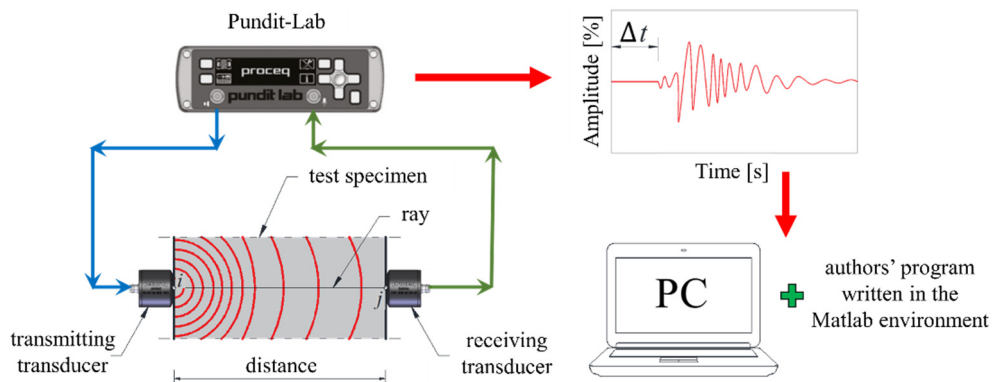 Pundit-Lab
proceq
pundit lab
test specimen
ray
i
j
transmitting
transducer
distance
receiving
transducer
Δt
Amplitude [%]
Time [s]
PC
authors’ program
written in the
Matlab environment